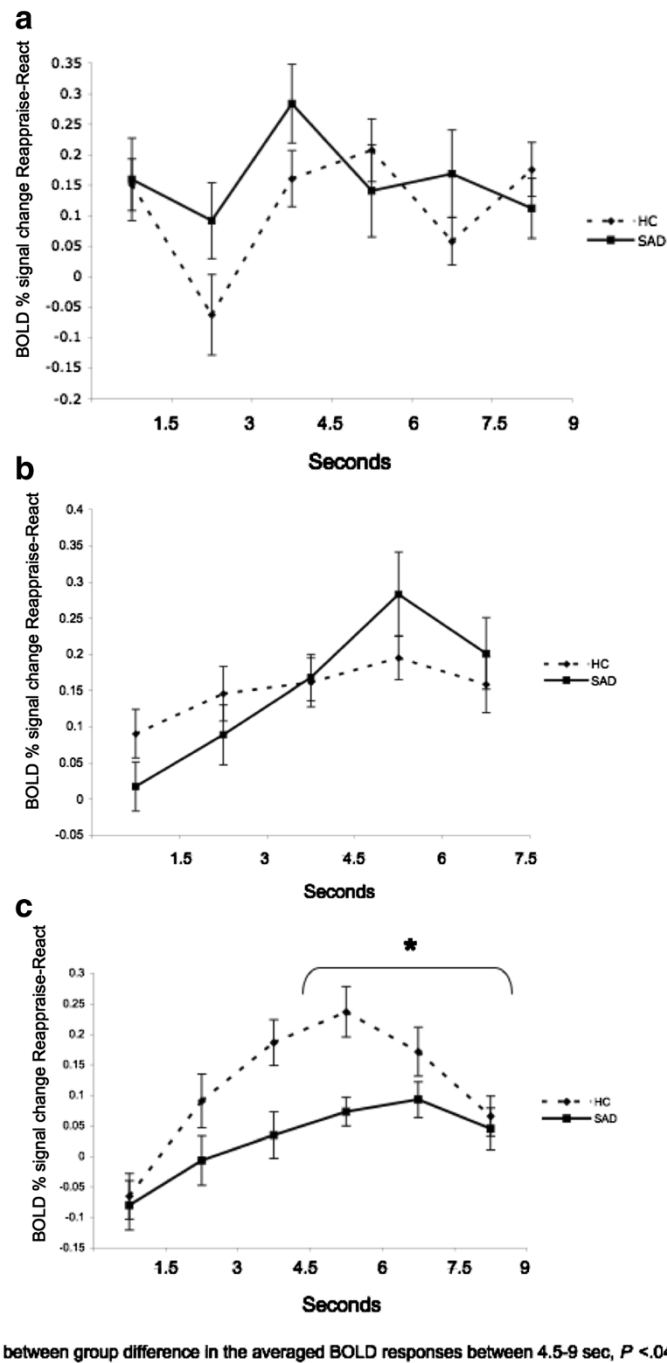 a
BOLD % signal change Reappraise-React
0.35
0.3
0.25
0.2
0.15
0.1
0.05
0
-0.05
-0.1
-0.15
-0.2
HC
SAD
1.5 3 4.5 6 7.5 9
Seconds
b
BOLD % signal change Reappraise-React
0.4
0.35
0.3
0.25
0.2
0.15
0.1
0.05
0
-0.05
HC
SAD
1.5 3 4.5 6 7.5
Seconds
c
*
BOLD % signal change Reappraise-React
0.3
0.25
0.2
0.15
0.1
0.05
0
-0.05
-0.1
-0.15
HC
SAD
1.5 3 4.5 6 7.5 9
Seconds
between group difference in the averaged BOLD responses between 4.5-9 sec, P